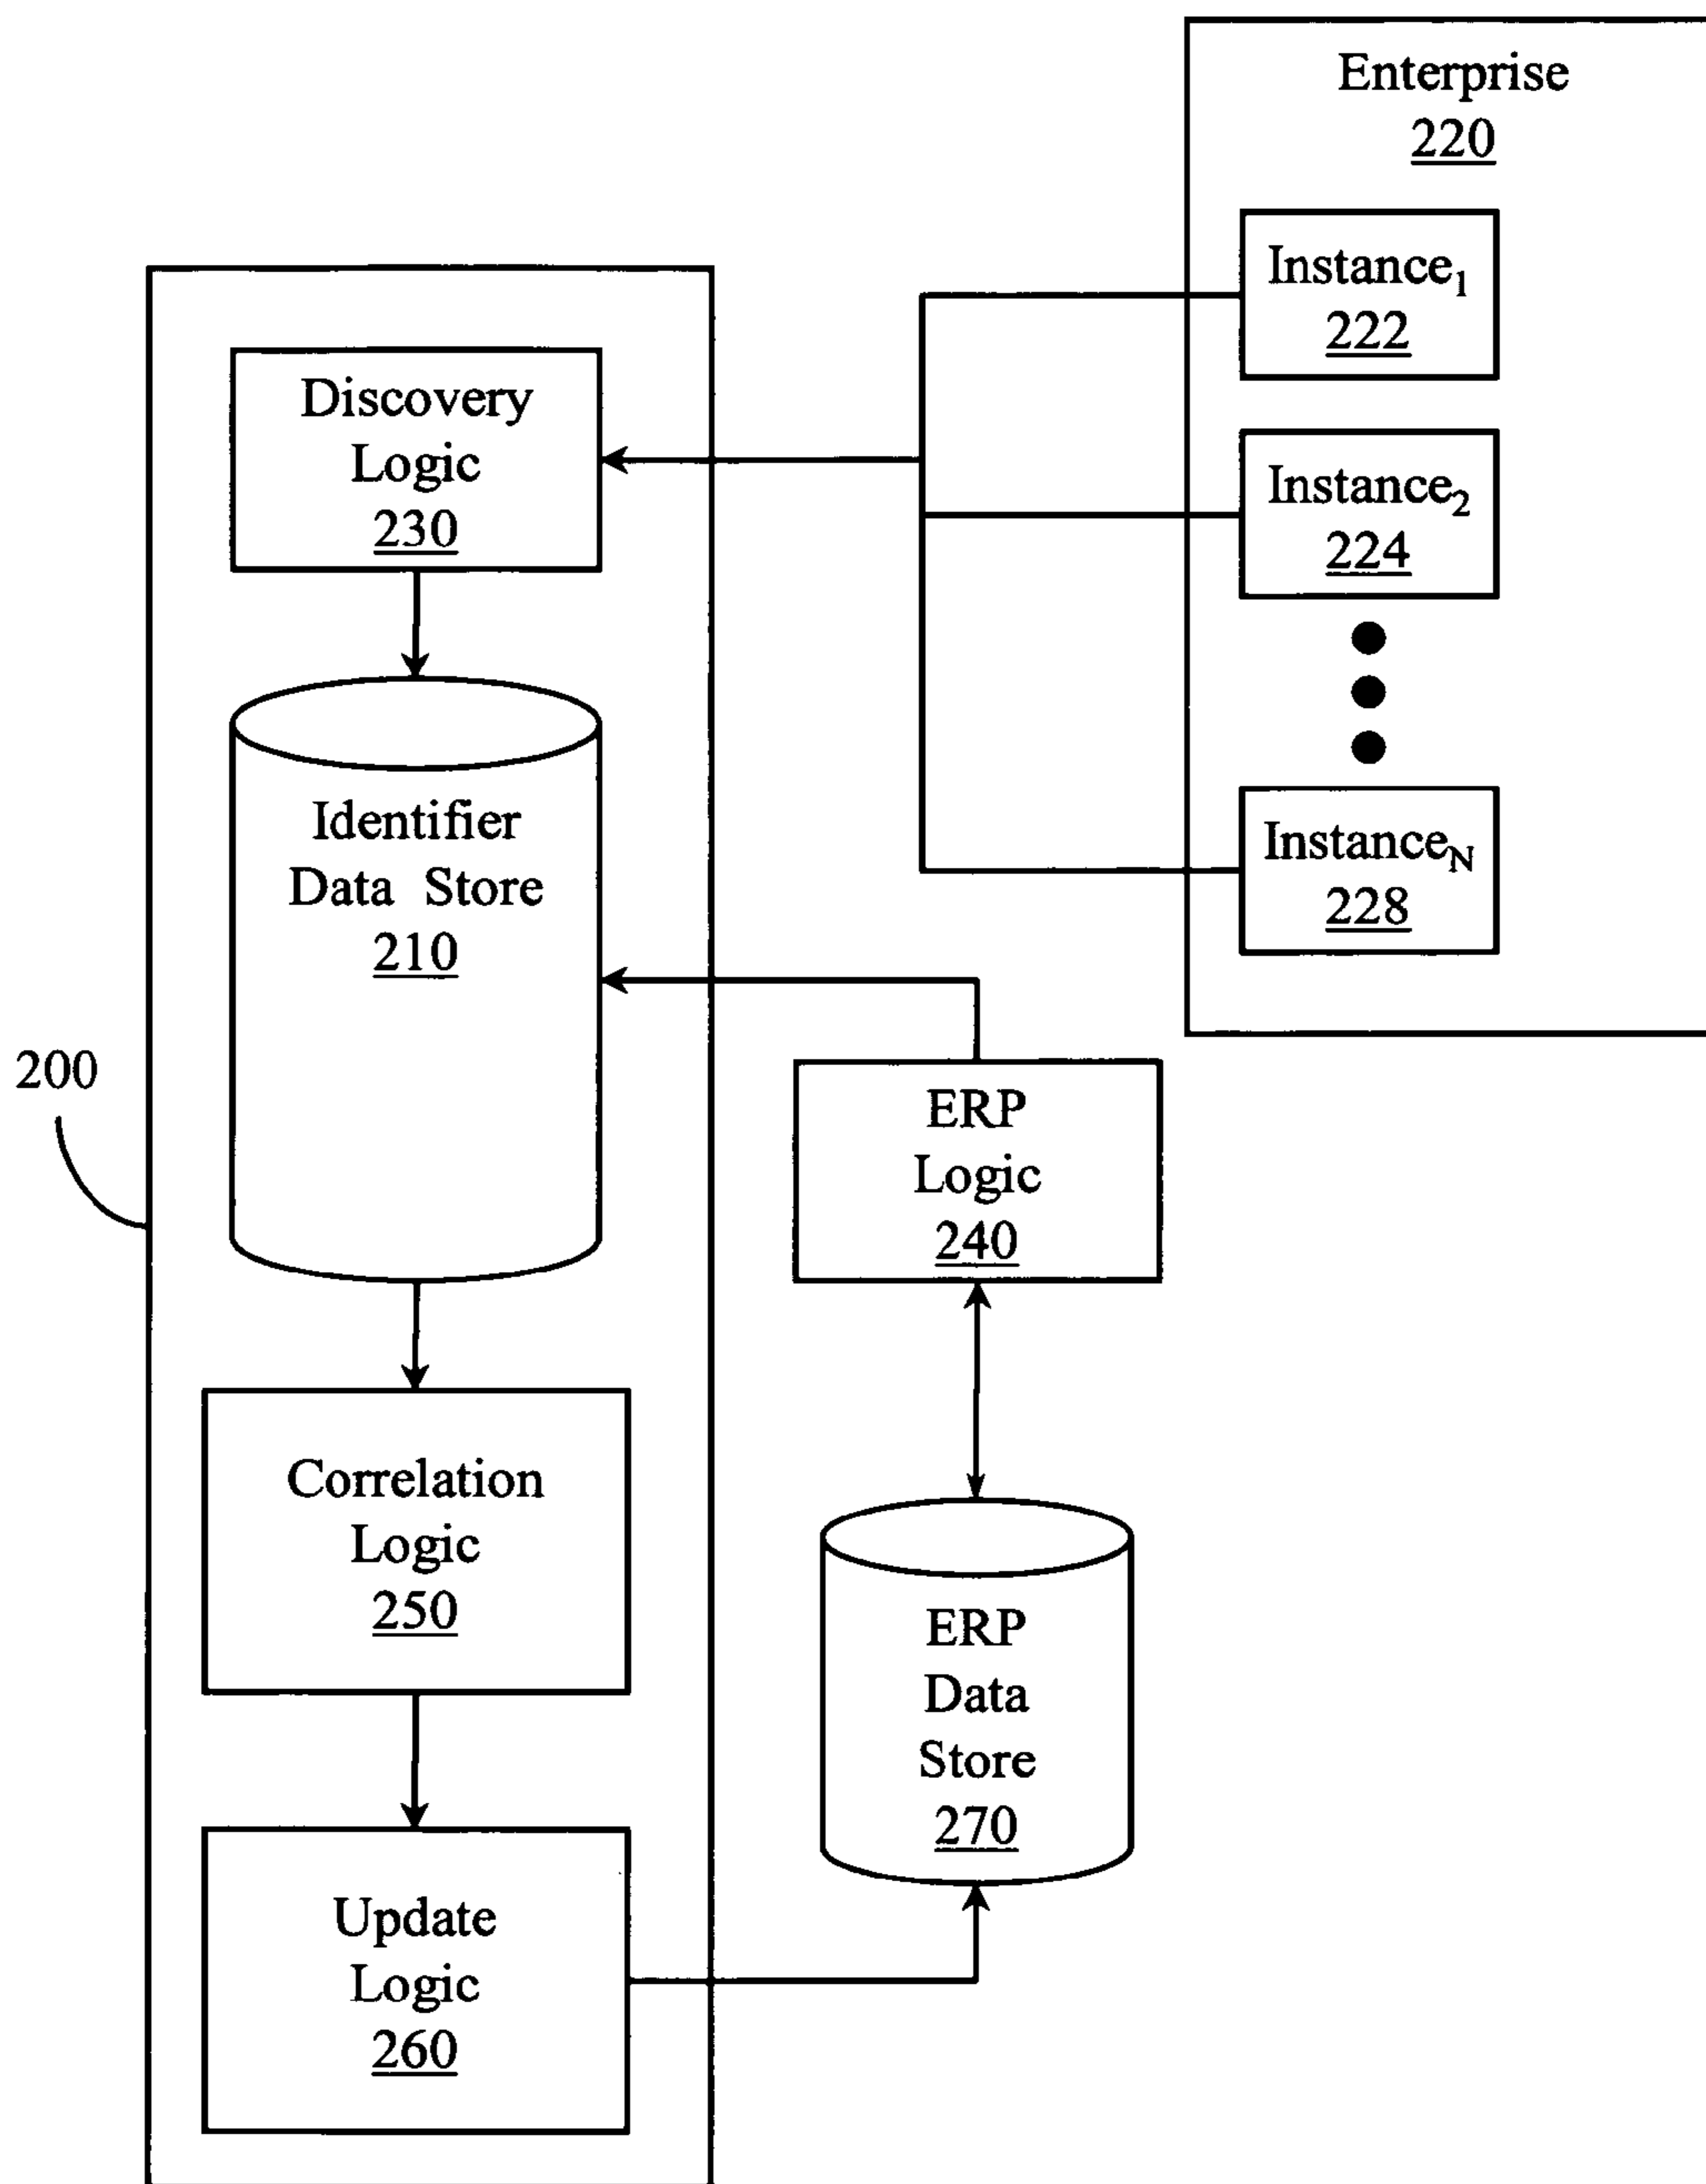 Enterprise
220
Instance1
222
Instance2
224
InstanceN
228
Discovery
Logic
230
Identifier
Data Store
210
200
ERP
Logic
240
Correlation
Logic
250
ERP
Data
Store
270
Update
Logic
260